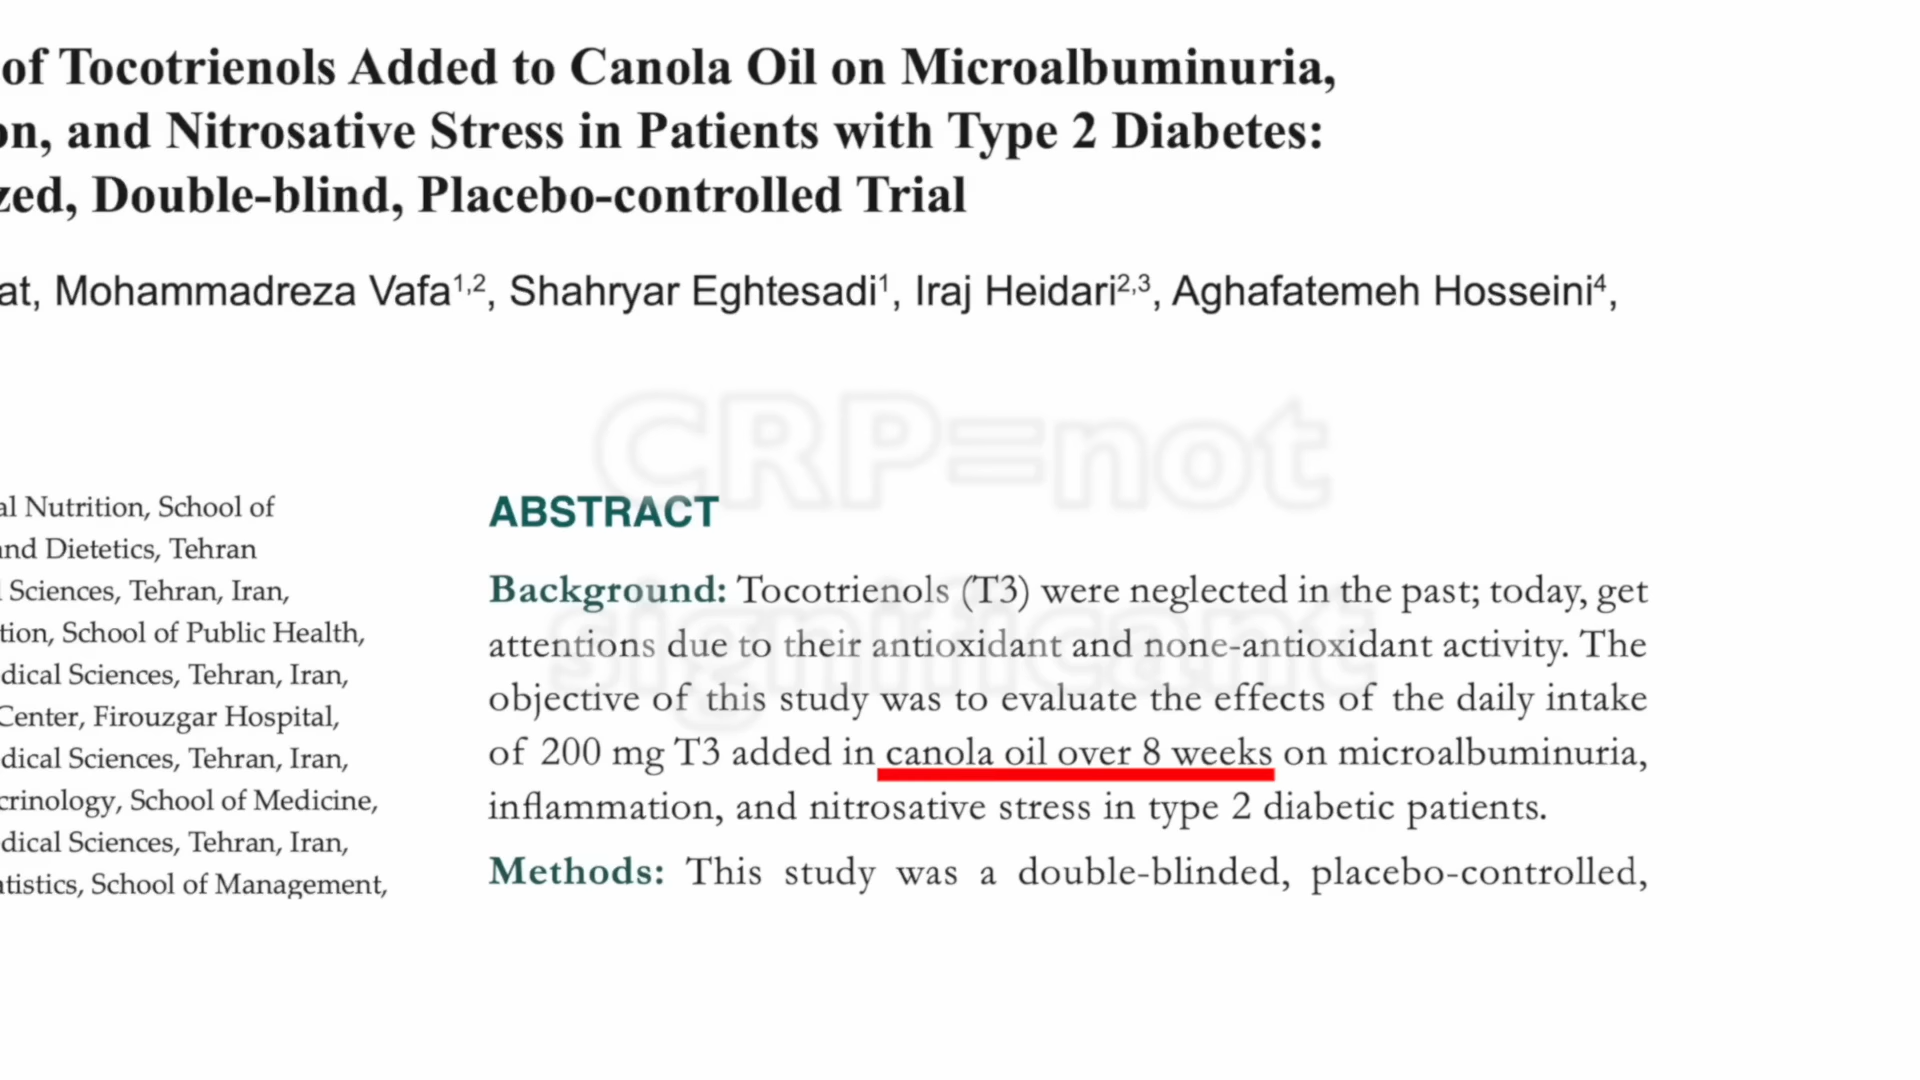 of Tocotrienols Added to Canola Oil on Microalbuminuria,
on, and Nitrosative Stress in Patients with Type 2 Diabetes:
zed, Double-blind, Placebo-controlled Trial
at, Mohammadreza Vafa1,2, Shahryar Eghtesadi1, Iraj Heidari2,3, Aghafatemeh Hosseini4,
CRP=not
significant
al Nutrition, School of
and Dietetics, Tehran
l Sciences, Tehran, Iran,
tion, School of Public Health,
dical Sciences, Tehran, Iran,
Center, Firouzgar Hospital,
dical Sciences, Tehran, Iran,
crinology, School of Medicine,
dical Sciences, Tehran, Iran,
atistics, School of Management,
ABSTRACT
Background: Tocotrienols (T3) were neglected in the past; today, get
attentions due to their antioxidant and none-antioxidant activity. The
objective of this study was to evaluate the effects of the daily intake
of 200 mg T3 added in canola oil over 8 weeks on microalbuminuria,
inflammation, and nitrosative stress in type 2 diabetic patients.
Methods: This study was a double-blinded, placebo-controlled,